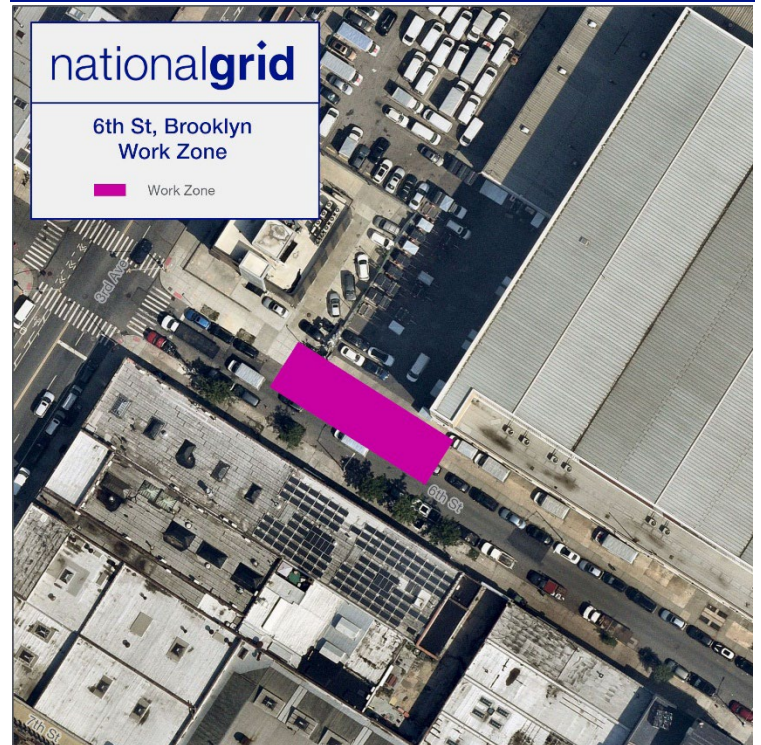 nationalgrid
6th St, Brooklyn
Work Zone
Work Zone
3rd Ave
6th St
7th St